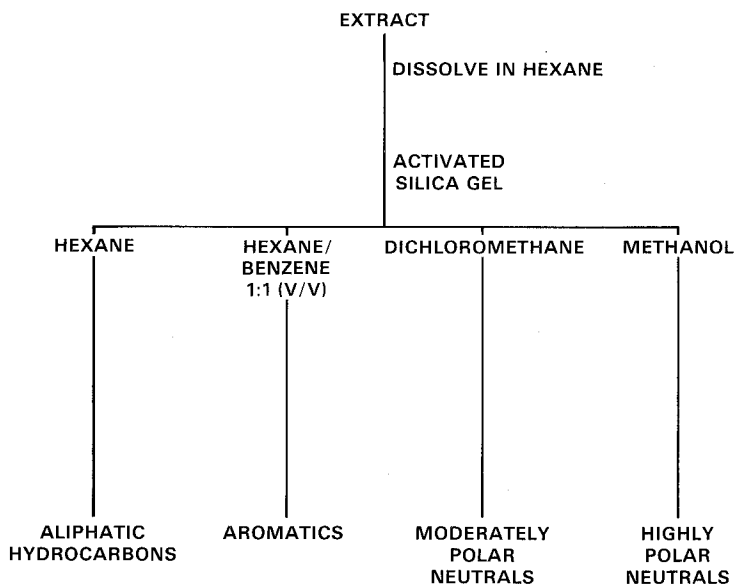 EXTRACT
DISSOLVE IN HEXANE
ACTIVATED
SILICA GEL
HEXANE
HEXANE/
BENZENE
1:1 (V/V)
DICHLOROMETHANE
METHANOL
ALIPHATIC
HYDROCARBONS
AROMATICS
MODERATELY
POLAR
NEUTRALS
HIGHLY
POLAR
NEUTRALS